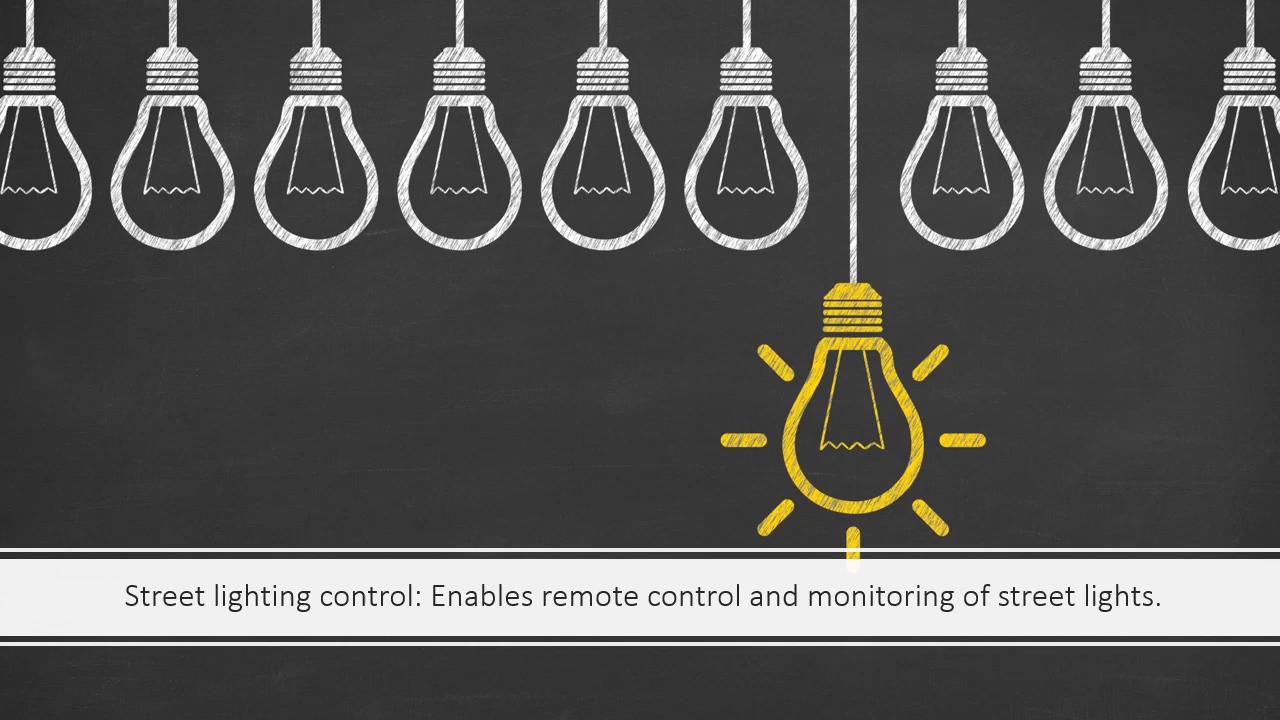 Street lighting control: Enables remote control and monitoring of street lights.